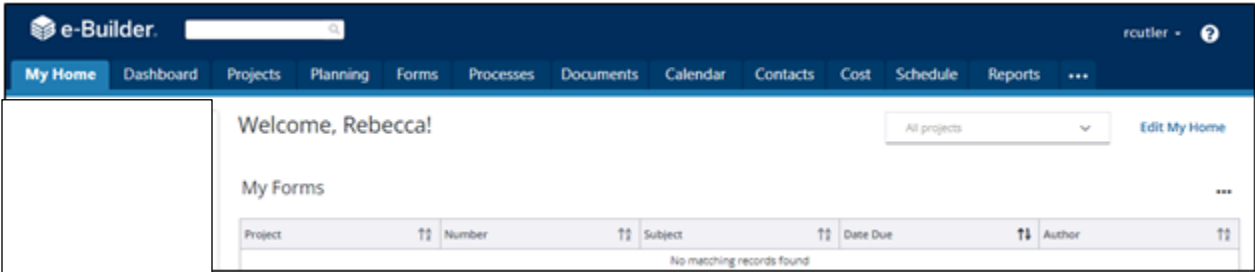 e-Builder. rcutler
My Home Dashboard Projects Planning Forms Processes Documents Calendar Contacts Cost Schedule Reports •••
Welcome, Rebecca! All projects Edit My Home
My Forms •••
Project Number Subject Date Due Author
No matching records found